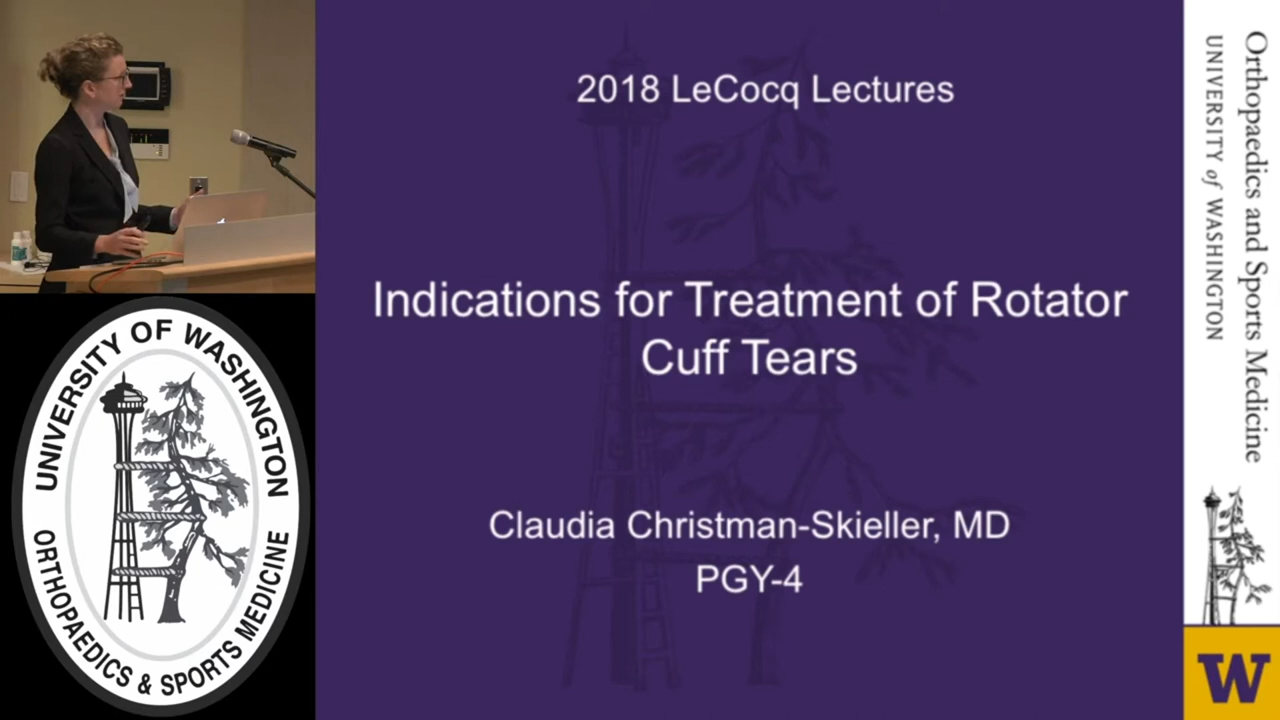 2018 LeCocq Lectures
Indications for Treatment of Rotator
Cuff Tears
Claudia Christman-Skieller, MD
PGY-4
UNIVERSITY OF WASHINGTON
ORTHOPAEDICS & SPORTS MEDICINE
Orthopaedics and Sports Medicine
UNIVERSITY of WASHINGTON
W